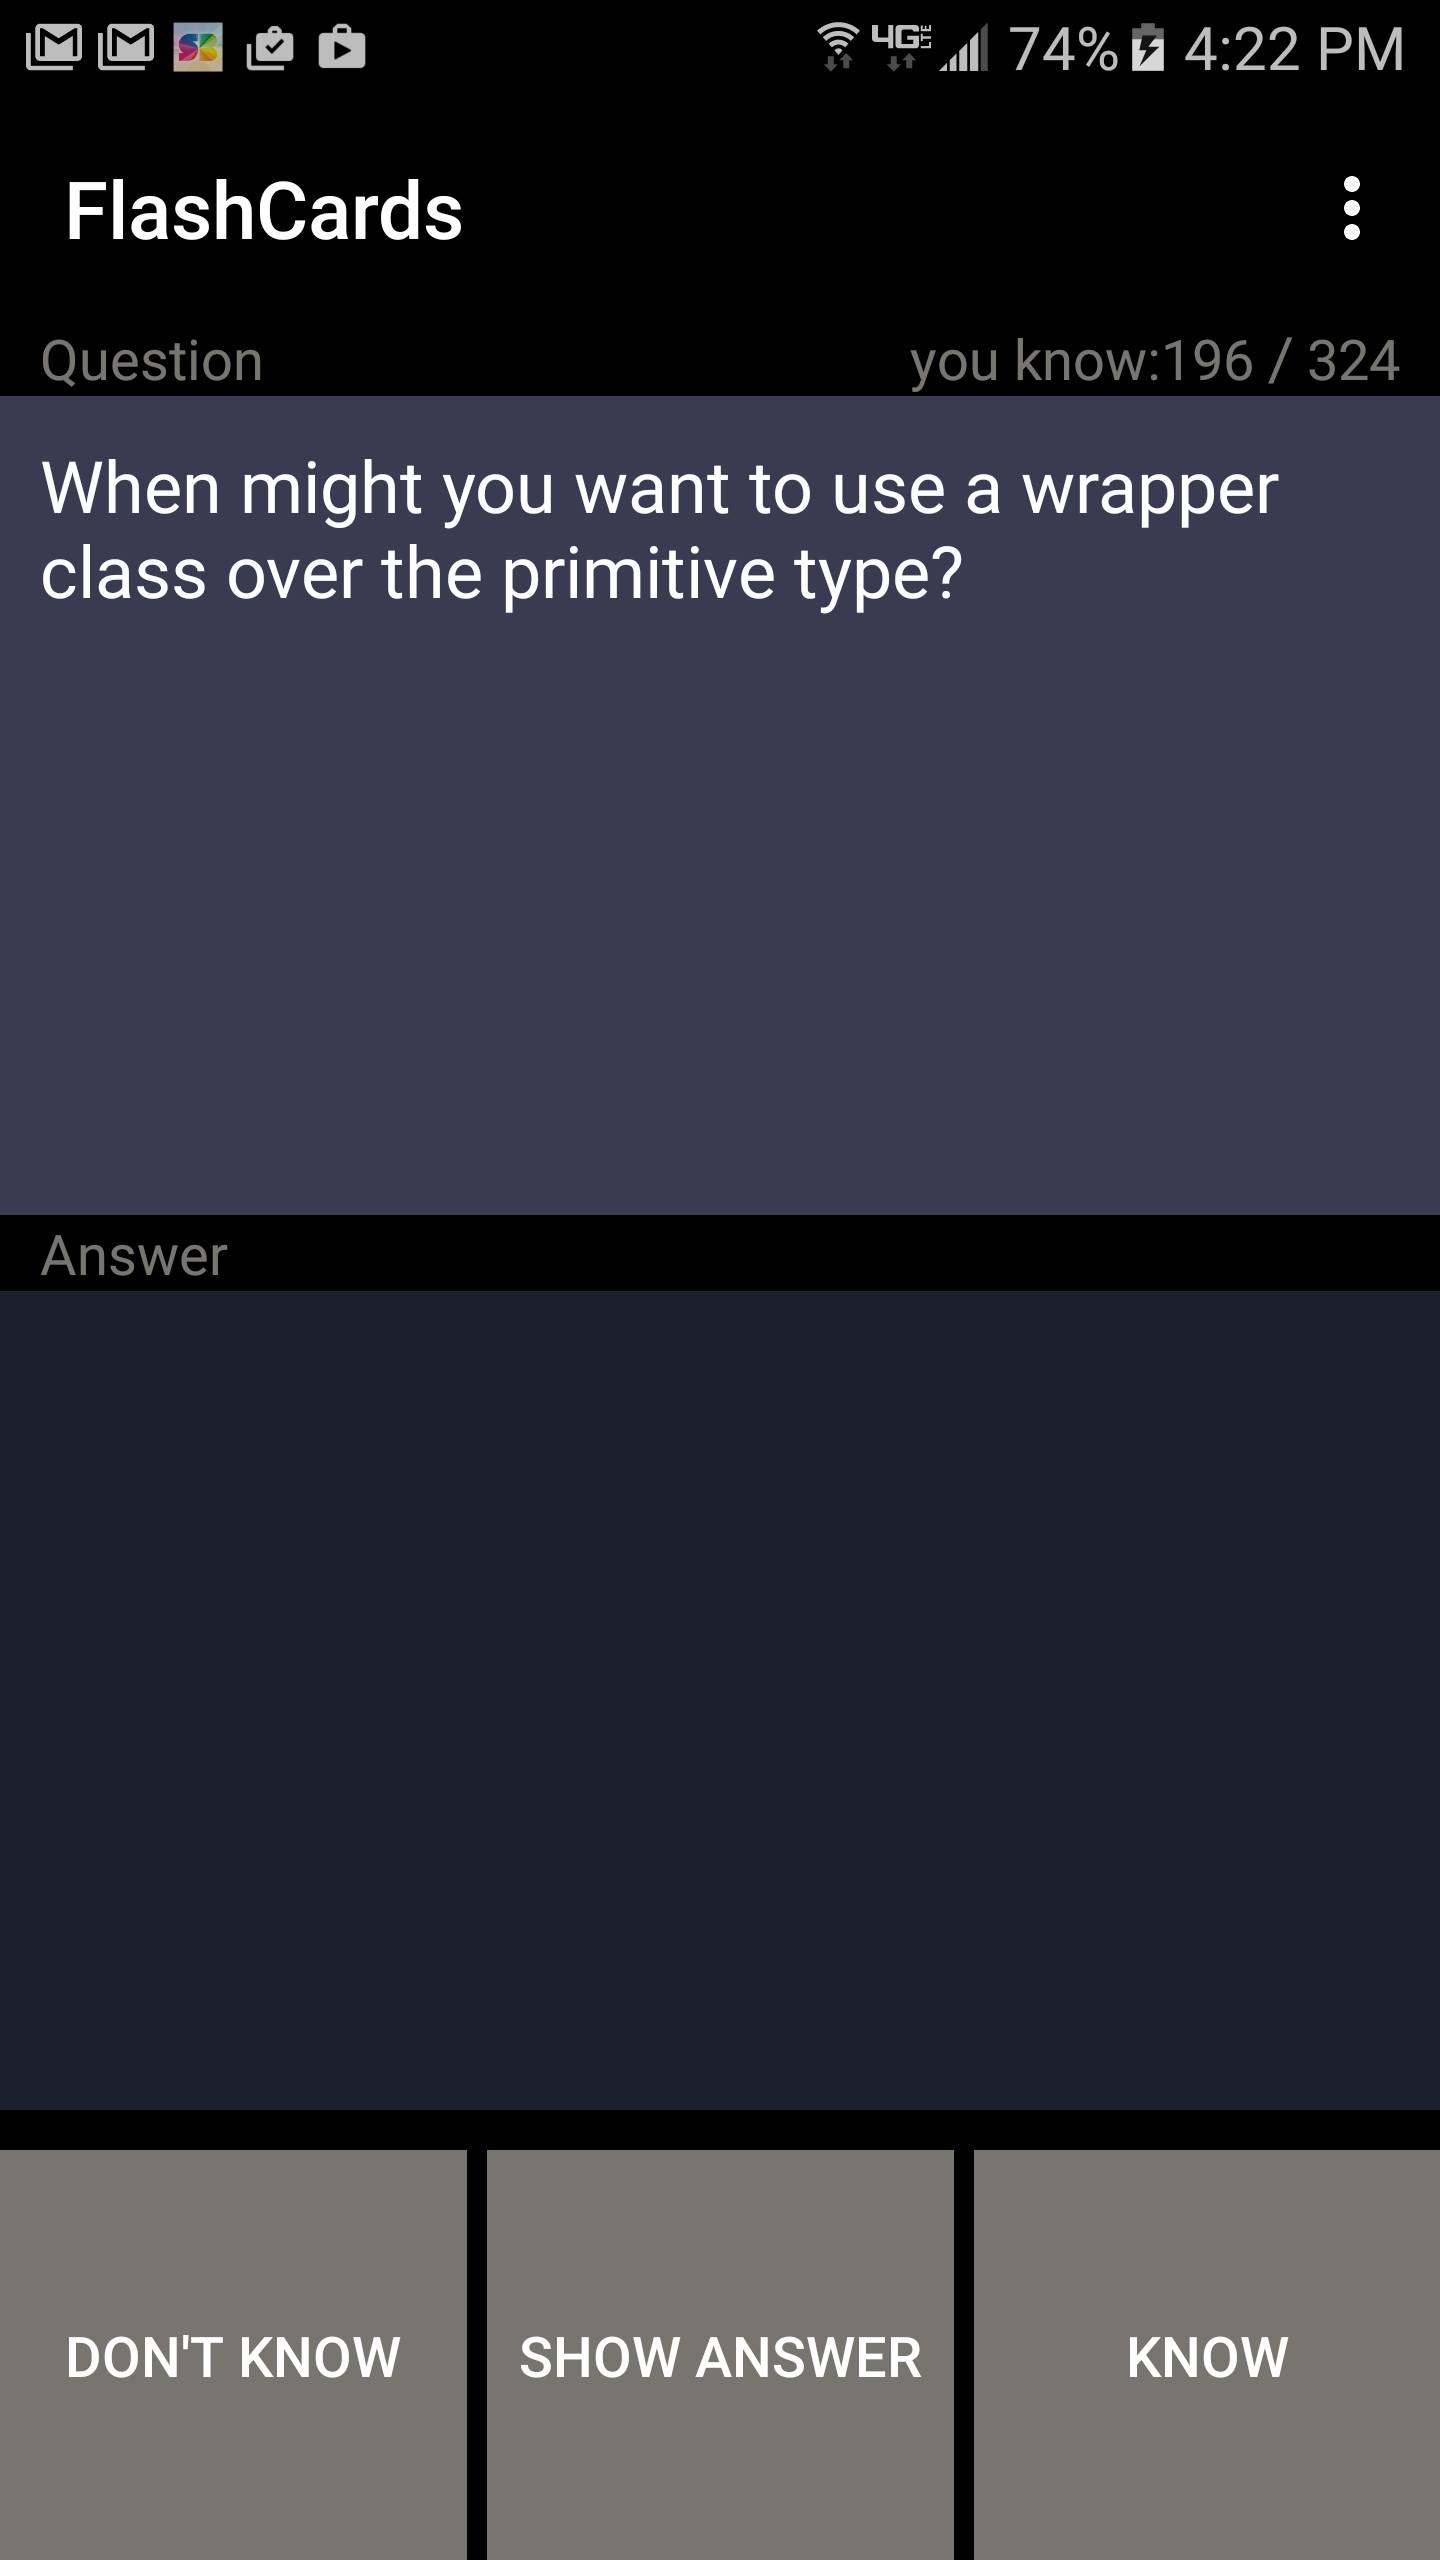 4G LTE 74% 4:22 PM
FlashCards
Question you know:196 / 324
When might you want to use a wrapper
class over the primitive type?
Answer
DON'T KNOW SHOW ANSWER KNOW